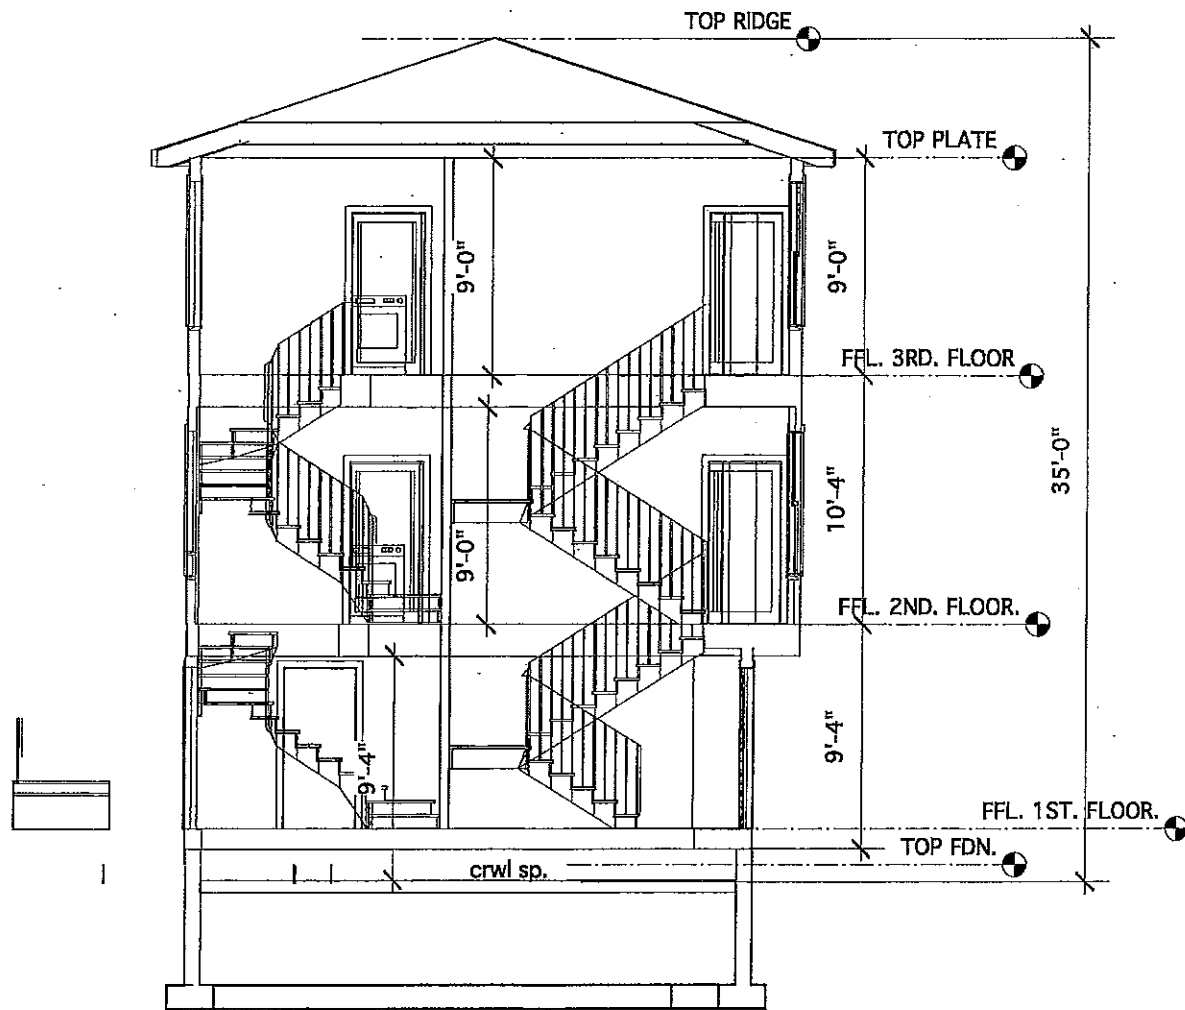 TOP RIDGE
TOP PLATE
9'-0"
9'-0"
FFL. 3RD. FLOOR
35'-0"
10'-4"
9'-0"
FFL. 2ND. FLOOR.
9'-4"
9'-4"
FFL. 1ST. FLOOR.
TOP FDN.
crwl sp.